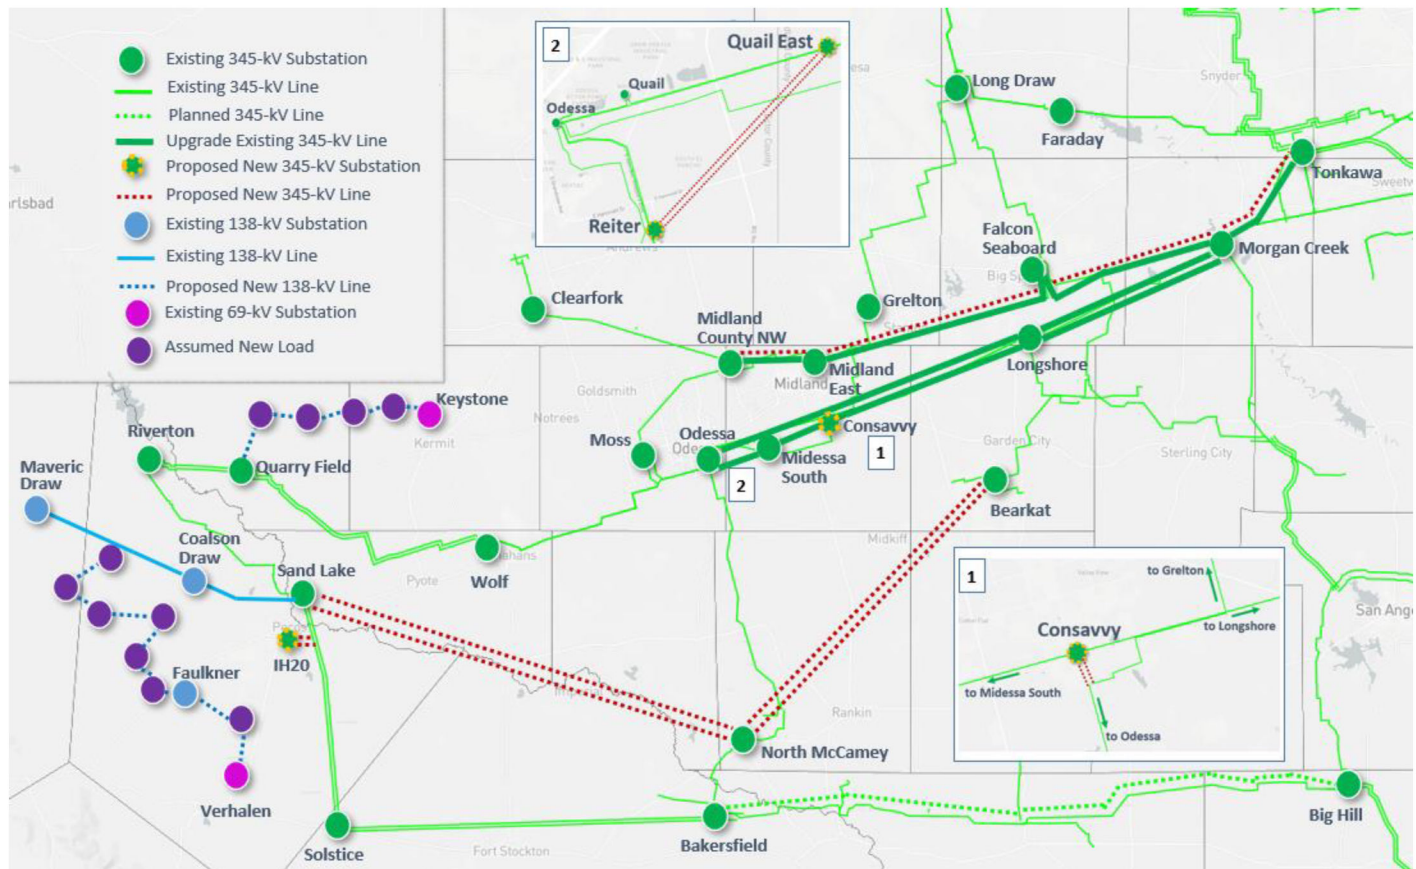 Existing 345-kV Substation
Existing 345-kV Line
Planned 345-kV Line
Upgrade Existing 345-kV Line
Proposed New 345-kV Substation
Proposed New 345-kV Line
Existing 138-kV Substation
Existing 138-kV Line
Proposed New 138-kV Line
Existing 69-kV Substation
Assumed New Load
2
Quail East
Quail
Odessa
Reiter
Andrews
Long Draw
Snyder
Faraday
Tonkawa
Sweetw
arlsbad
Falcon
Seaboard
Big Sp
Morgan Creek
Clearfork
Grelton
Midland
County NW
Midland
Midland
East
Longshore
Goldsmith
Notrees
Keystone
Kermit
Riverton
Quarry Field
Moss
Odessa
Midessa
South
Consavvy
1
2
Garden City
Sterling City
Maveric
Draw
Coalson
Draw
Sand Lake
Pyote
Wolf
Bearkat
Midkiff
IH20
Faulkner
Verhalen
Rankin
North McCamey
1
to Grelton
Consavvy
to Longshore
to Midessa South
to Odessa
San Ange
Solstice
Fort Stockton
Bakersfield
Big Hill